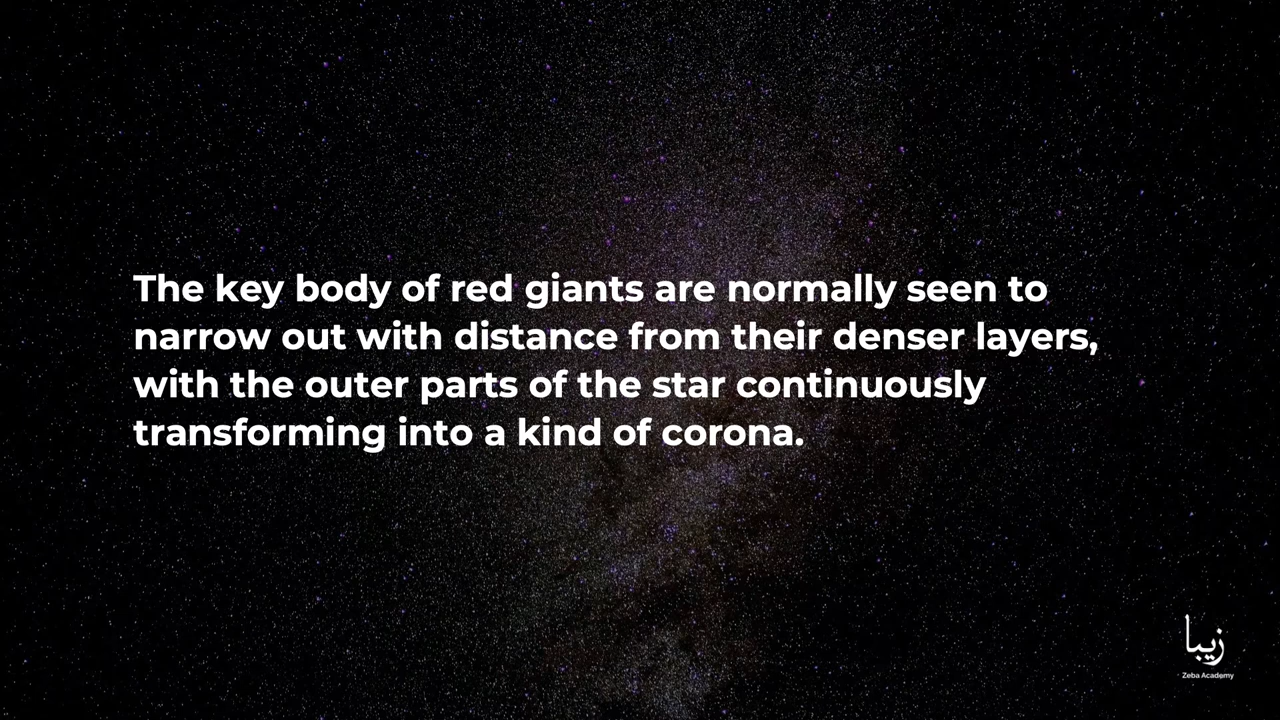 The key body of red giants are normally seen to
narrow out with distance from their denser layers,
with the outer parts of the star continuously
transforming into a kind of corona.
زيبا
Zeba Academy